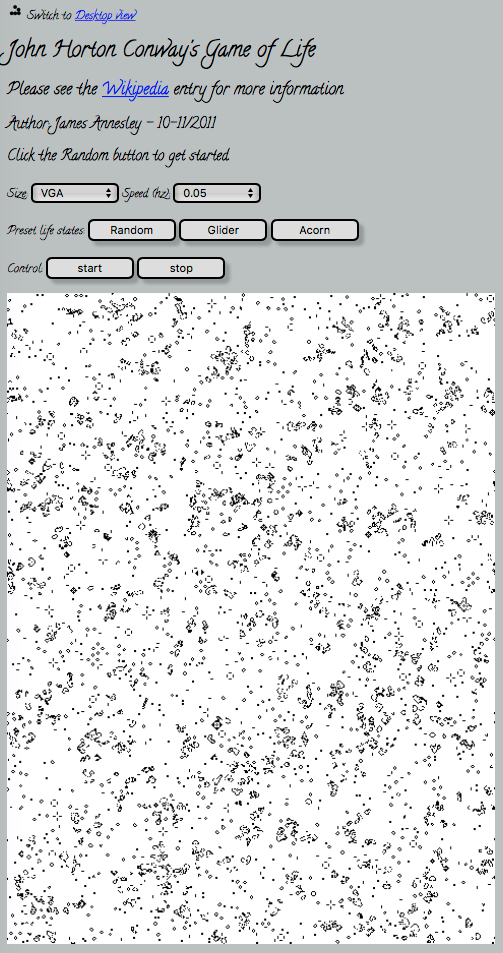 Switch to Desktop view
John Horton Conway's Game of Life
Please see the Wikipedia entry for more information
Author: James Annesley - 10-11/2011
Click the Random button to get started.
Size: VGA Speed (hz): 0.05
Preset life states: Random Glider Acorn
Control: start stop